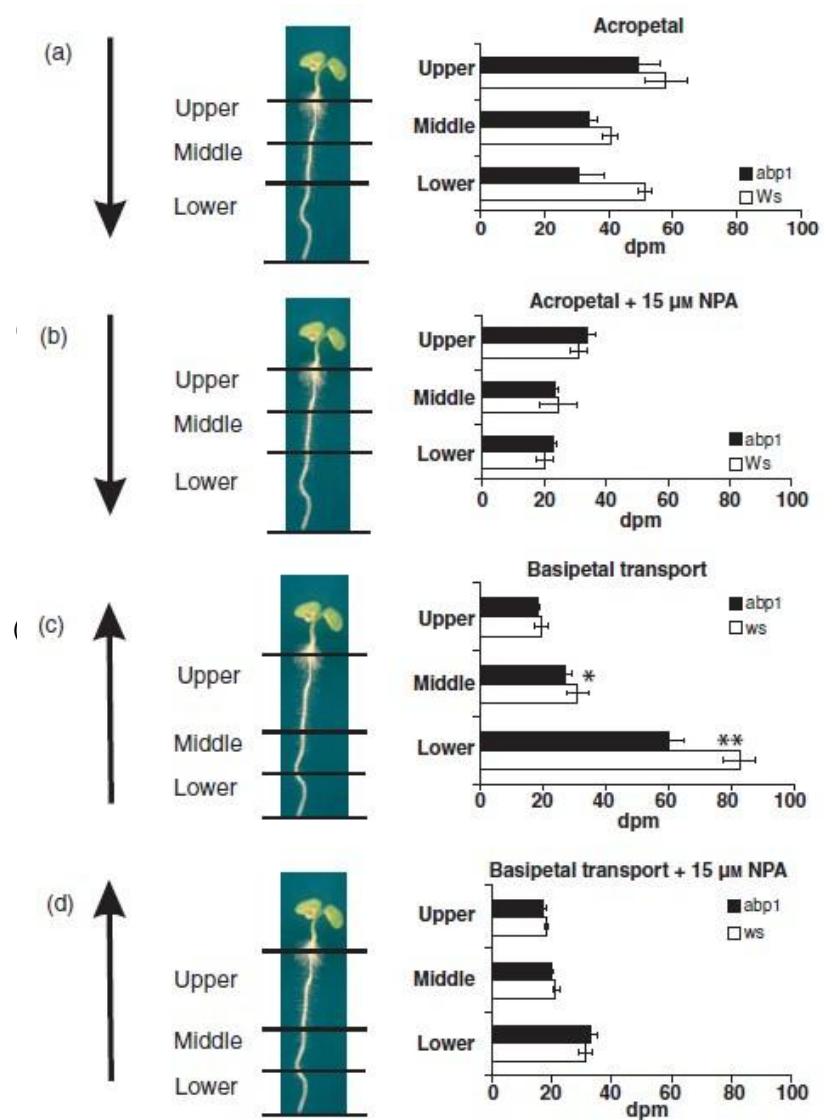 (a)
Upper
Middle
Lower
Acropetal
Upper
Middle
Lower
abp1
Ws
0 20 40 60 80 100
dpm
(b)
Upper
Middle
Lower
Acropetal + 15 μM NPA
Upper
Middle
Lower
abp1
Ws
0 20 40 60 80 100
dpm
(c)
Upper
Middle
Lower
Basipetal transport
Upper
Middle *
Lower **
abp1
ws
0 20 40 60 80 100
dpm
(d)
Upper
Middle
Lower
Basipetal transport + 15 μM NPA
Upper
Middle
Lower
abp1
ws
0 20 40 60 80 100
dpm